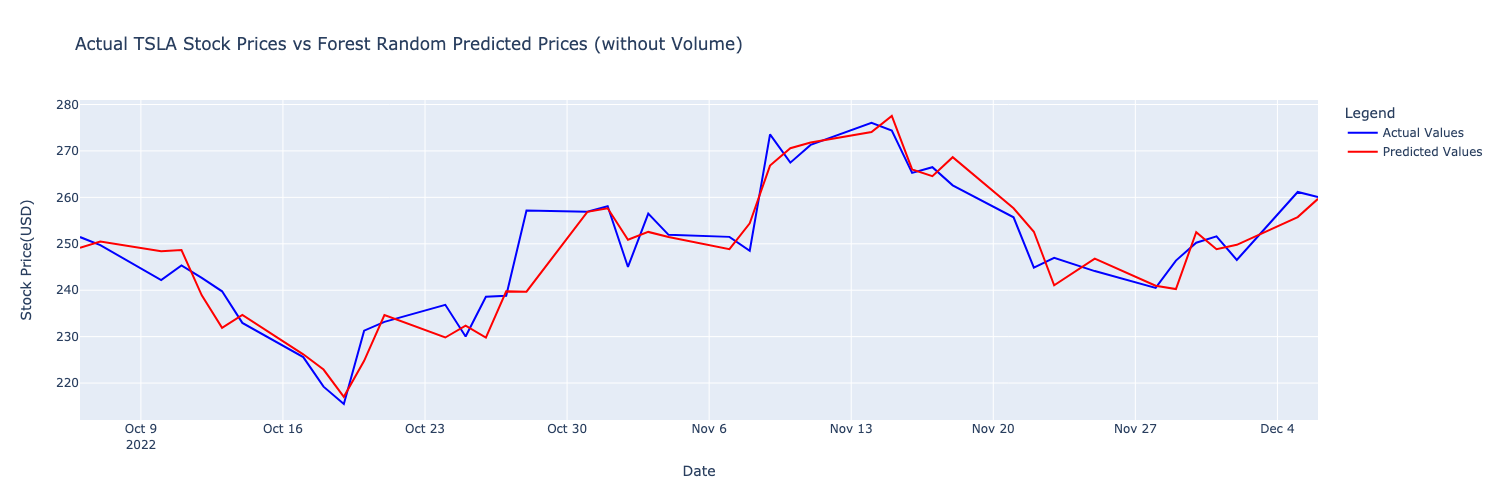 Actual TSLA Stock Prices vs Forest Random Predicted Prices (without Volume)
Legend
Actual Values
Predicted Values
Stock Price(USD)
280
270
260
250
240
230
220
Oct 9
2022
Oct 16
Oct 23
Oct 30
Nov 6
Nov 13
Nov 20
Nov 27
Dec 4
Date